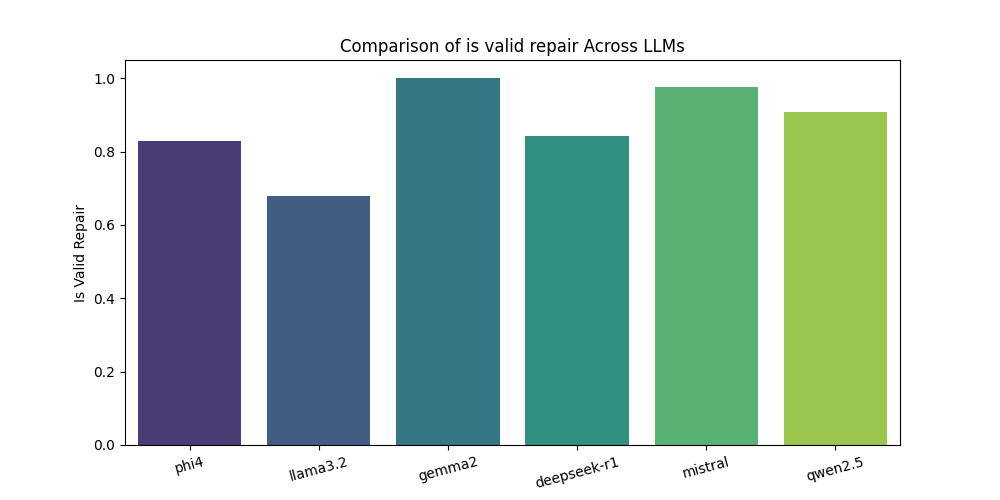 Comparison of is valid repair Across LLMs
Is Valid Repair
1.0
0.8
0.6
0.4
0.2
0.0
phi4
llama3.2
gemma2
deepseek-r1
mistral
qwen2.5